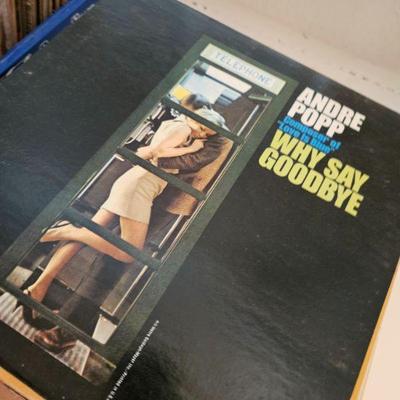 TELEPHONE
ANDRE
POPP
Composer of
"Love Is Blue"
WHY SAY
GOODBYE